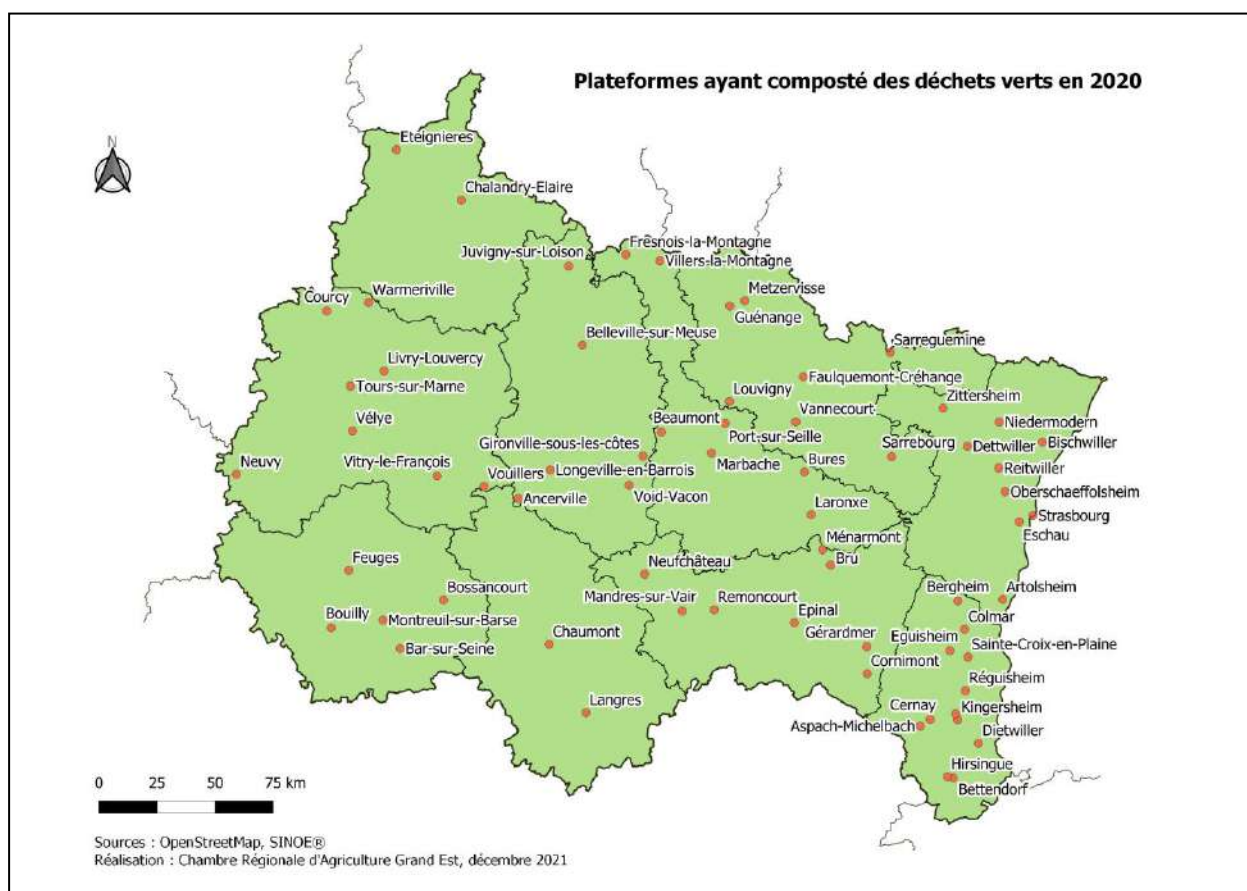 Plateformes ayant composté des déchets verts en 2020
N
Eteignieres
Chalandry-Elaire
Fresnois-la-Montagne
Juvigny-sur-Loison
Villers-la-Montagne
Metzervisse
Warmeriville
Courcy
Guénange
Belleville-sur-Meuse
Sarreguemine
Livry-Louvercy
Faulquemont-Créhange
Tours-sur-Marne
Louvigny
Zittersheim
Vannecourt
Beaumont
Niedermodern
Vélye
Port-sur-Seille
Gironville-sous-les-côtes
Sarrebourg
Dettwiller
Bischwiller
Neuvy
Vitry-le-François
Vouillers
Longeville-en-Barrois
Marbache
Bures
Reitwiller
Ancerville
Void-Vacon
Oberschaeffolsheim
Laronxe
Strasbourg
Eschau
Ménarmont
Feuges
Neufchâteau
Bru
Bossancourt
Mandres-sur-Vair
Remoncourt
Bergheim
Artolsheim
Bouilly
Montreuil-sur-Barse
Epinal
Colmar
Chaumont
Gérardmer
Eguisheim
Sainte-Croix-en-Plaine
Bar-sur-Seine
Cornimont
Réguisheim
Langres
Cernay
Kingersheim
Aspach-Michelbach
Dietwiller
Hirsingue
Bettendorf
0 25 50 75 km
Sources : OpenStreetMap, SINOE®
Réalisation : Chambre Régionale d'Agriculture Grand Est, décembre 2021